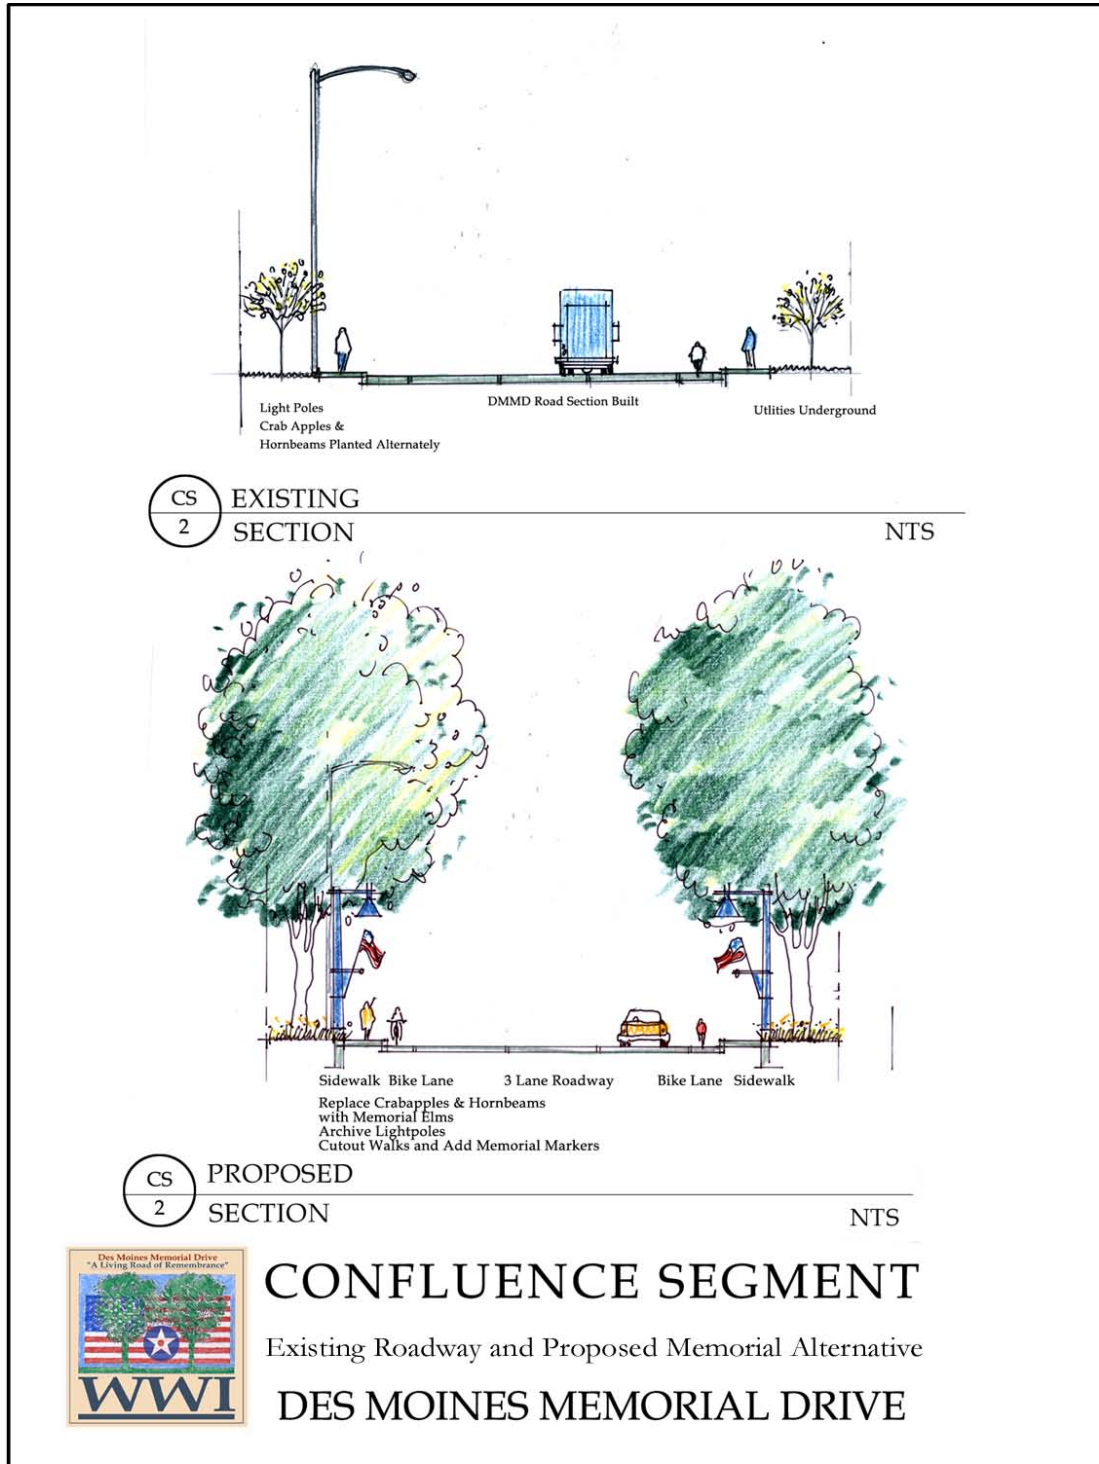 Light Poles
Crab Apples &
Hornbeams Planted Alternately
DMMD Road Section Built
Utlities Underground
CS
2
EXISTING
SECTION
NTS
Sidewalk Bike Lane 3 Lane Roadway Bike Lane Sidewalk
Replace Crabapples & Hornbeams
with Memorial Elms
Archive Lightpoles
Cutout Walks and Add Memorial Markers
CS
2
PROPOSED
SECTION
NTS
Des Moines Memorial Drive
"A Living Road of Remembrance"
WWI
CONFLUENCE SEGMENT
Existing Roadway and Proposed Memorial Alternative
DES MOINES MEMORIAL DRIVE